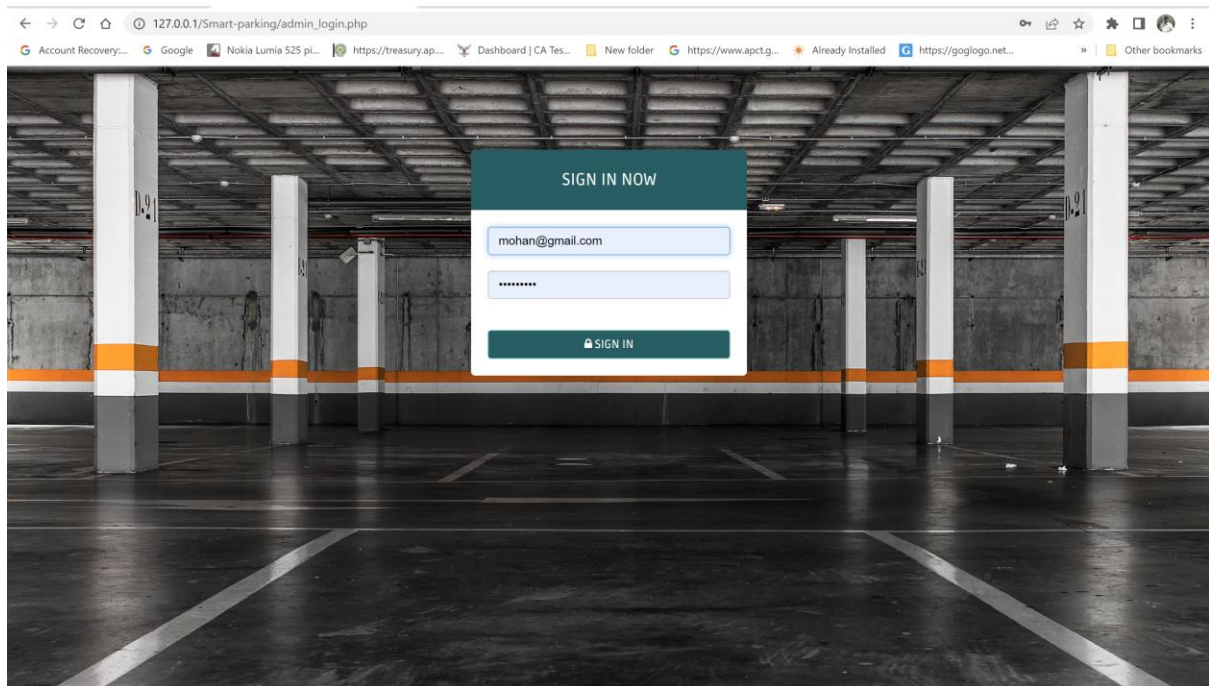 127.0.0.1/Smart-parking/admin_login.php
Account Recovery:... Google Nokia Lumia 525 pi... https://treasury.ap.... Dashboard | CA Tes... New folder https://www.apct.g... Already Installed https://goglogo.net... » Other bookmarks
D.21
D.21
SIGN IN NOW
mohan@gmail.com
•••••••••
SIGN IN